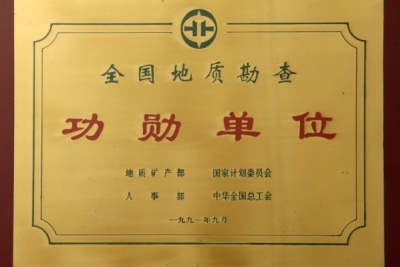 全国地质勘查
功勋单位
地质矿产部 国家计划委员会
人事部 中华全国总工会
一九九一年九月